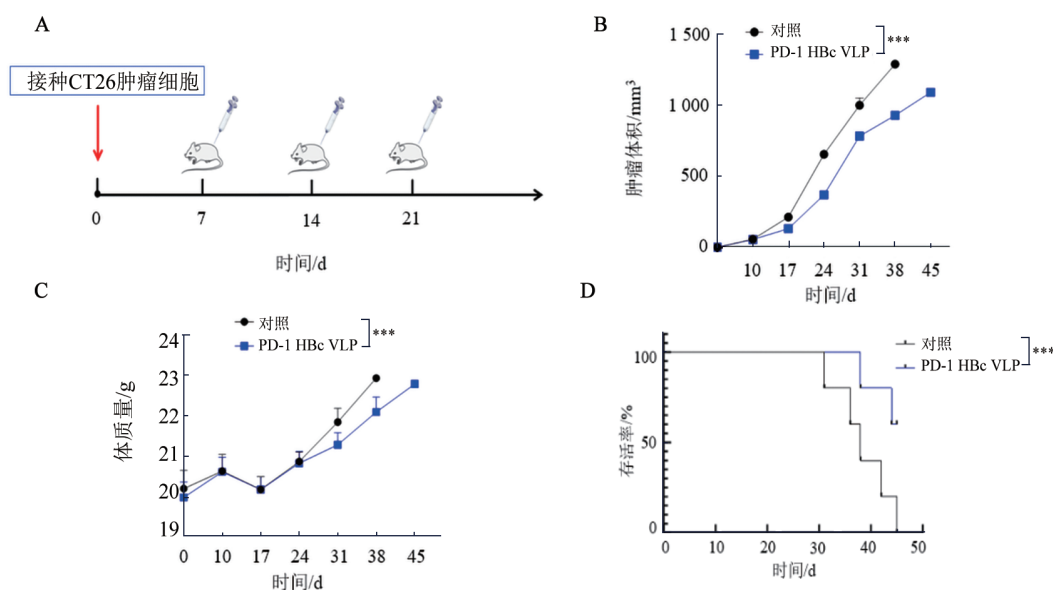 A
接种CT26肿瘤细胞
0 7 14 21
时间/d
B
对照
PD-1 HBc VLP
***
肿瘤体积/mm³
1 500
1 000
500
0
10 17 24 31 38 45
时间/d
C
对照
PD-1 HBc VLP
***
体质量/g
24
23
22
21
20
19
0 10 17 24 31 38 45
时间/d
D
对照
PD-1 HBc VLP
***
存活率/%
100
50
0
0 10 20 30 40 50
时间/d